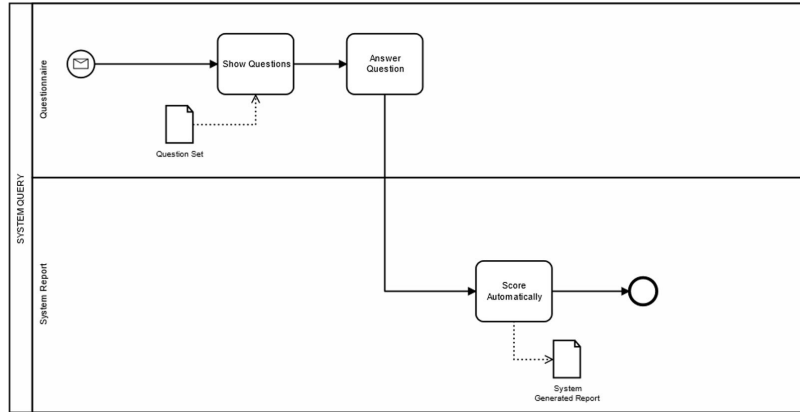 SYSTEM QUERY
Questionnaire
Show Questions
Answer
Question
Question Set
System Report
Score
Automatically
System
Generated Report